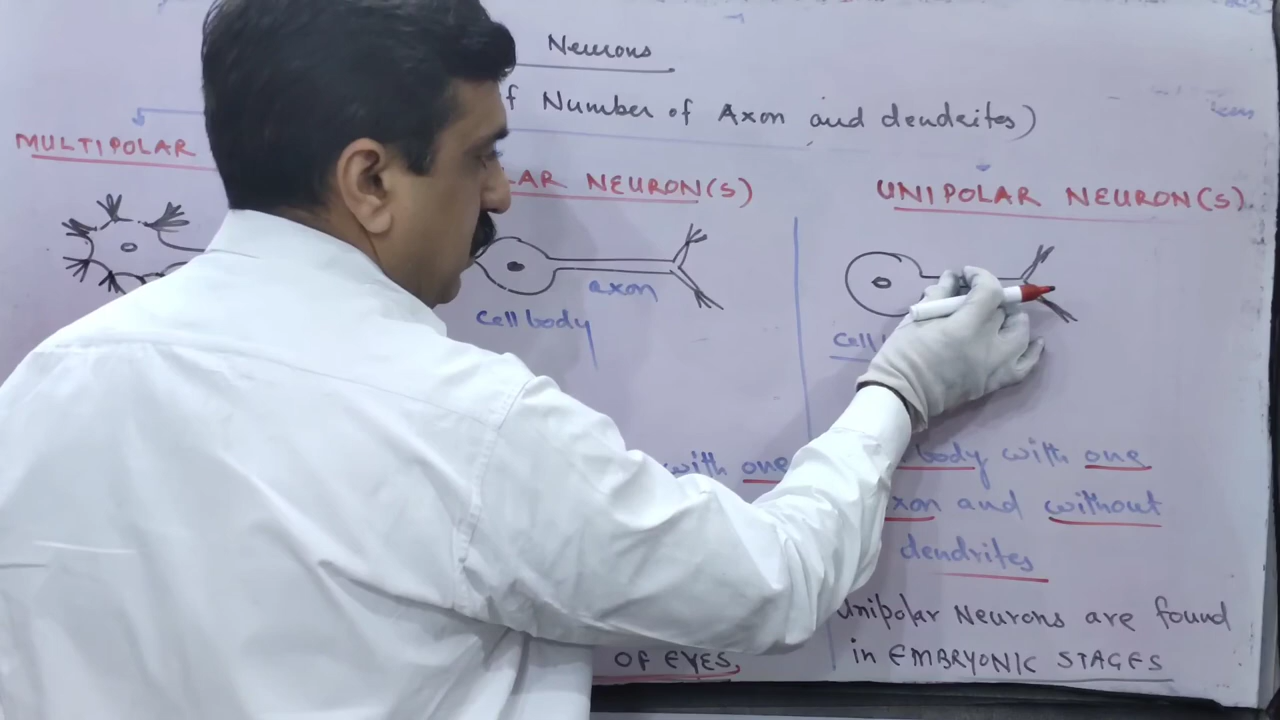 Neurons
f Number of Axon and dendrites)
MULTIPOLAR
LAR NEURON(S)
UNIPOLAR NEURON(S)
axon
Cell body
Cell
with one
body with one
xon and without
dendrites
Unipolar Neurons are found
OF EYES,
in EMBRYONIC STAGES